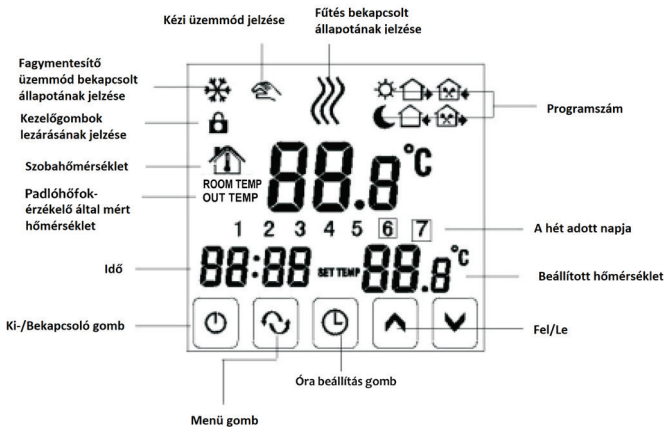 Kézi üzemmód jelzése
Fűtés bekapcsolt
állapotának jelzése
Fagymentesítő
üzemmód bekapcsolt
állapotának jelzése
Kezelőgombok
lezárásának jelzése
Programszám
Szobahőmérséklet
ROOM TEMP
OUT TEMP
88.8°C
Padlóhőfok-
érzékelő által mért
hőmérséklet
1 2 3 4 5 6 7
A hét adott napja
Idő
88:88
SET TEMP
88.8°C
Beállított hőmérséklet
Ki-/Bekapcsoló gomb
Fel/Le
Óra beállítás gomb
Menü gomb